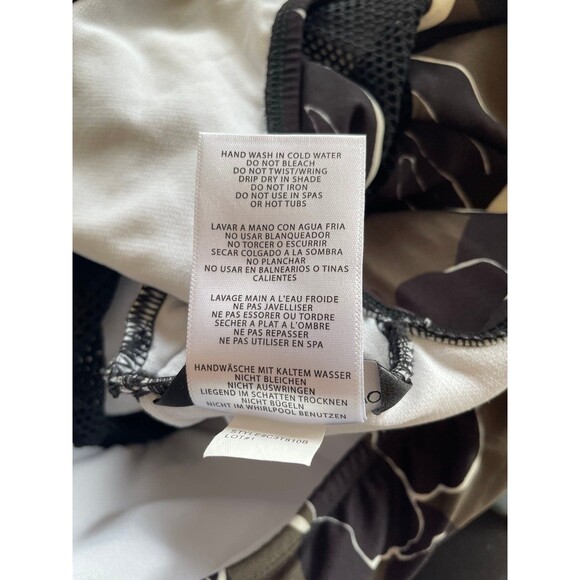 HAND WASH IN COLD WATER
DO NOT BLEACH
DO NOT TWIST/WRING
DRIP DRY IN SHADE
DO NOT IRON
DO NOT USE IN SPAS
OR HOT TUBS
LAVAR A MANO CON AGUA FRIA
NO USAR BLANQUEADOR
NO TORCER O ESCURRIR
SECAR COLGADO A LA SOMBRA
NO PLANCHAR
NO USAR EN BALNEARIOS O TINAS
CALIENTES
LAVAGE MAIN A L'EAU FROIDE
NE PAS JAVELLISER
NE PAS ESSORER OU TORDRE
SECHER A PLAT A L'OMBRE
NE PAS REPASSER
NE PAS UTILISER EN SPA
HANDWÄSCHE MIT KALTEM WASSER
NICHT BLEICHEN
NICHT AUSWRINGEN
LIEGEND IM SCHATTEN TROCKNEN
NICHT BÜGELN
NICHT IM WHIRLPOOL BENUTZEN
STYLE#C3T810B
LOT#1